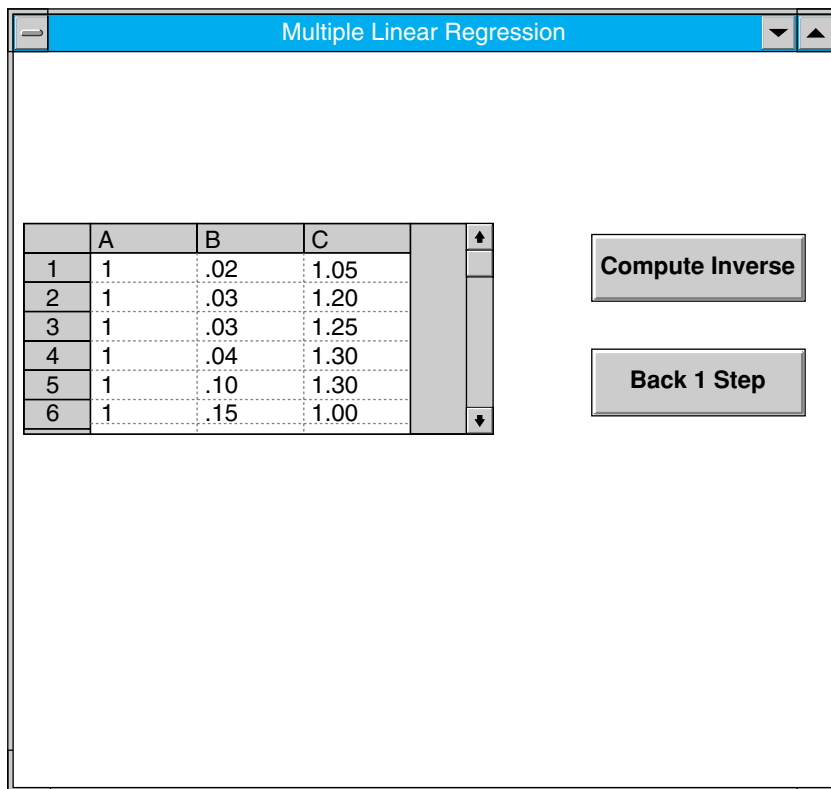 Multiple Linear Regression
A B C
1 1 .02 1.05
2 1 .03 1.20
3 1 .03 1.25
4 1 .04 1.30
5 1 .10 1.30
6 1 .15 1.00
Compute Inverse
Back 1 Step